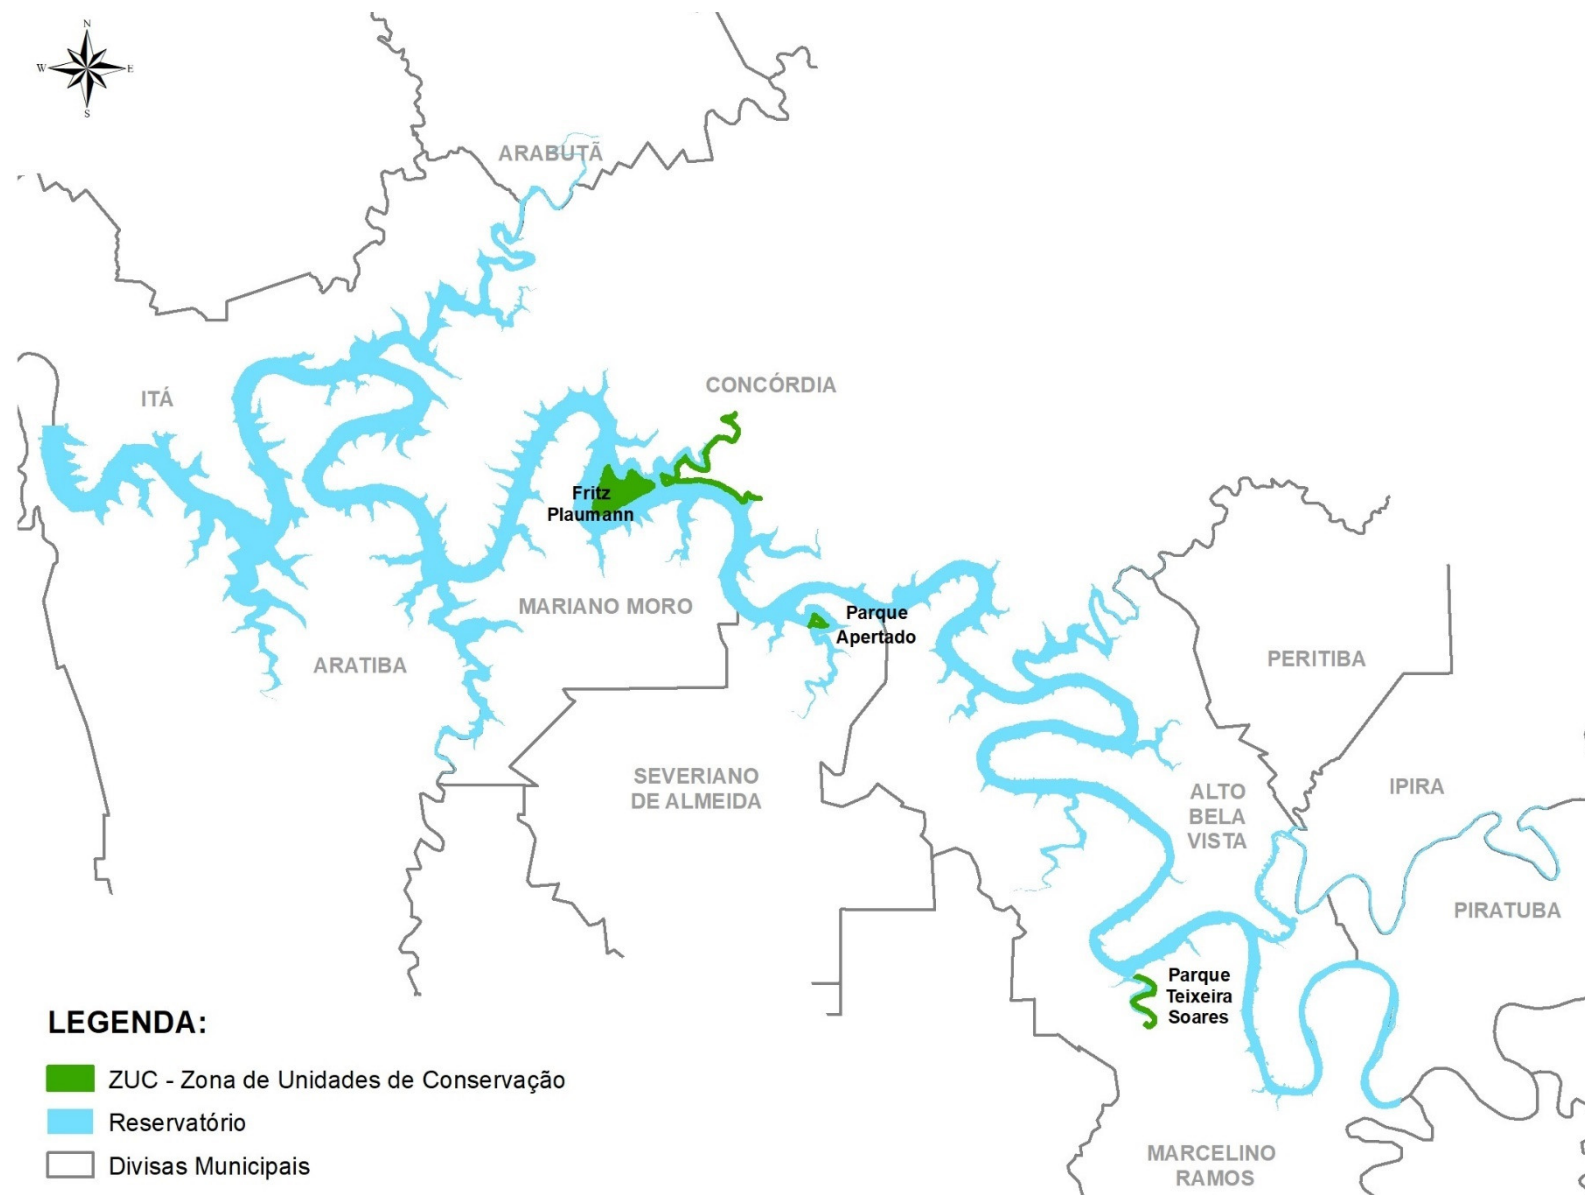 N
W
E
S
ARABUTÃ
ITÁ
CONCÓRDIA
Fritz
Plaumann
MARIANO MORO
Parque
Apertado
ARATIBA
PERITIBA
SEVERIANO
DE ALMEIDA
ALTO
BELA
VISTA
IPIRA
PIRATUBA
Parque
Teixeira
Soares
MARCELINO
RAMOS
LEGENDA:
ZUC - Zona de Unidades de Conservação
Reservatório
Divisas Municipais